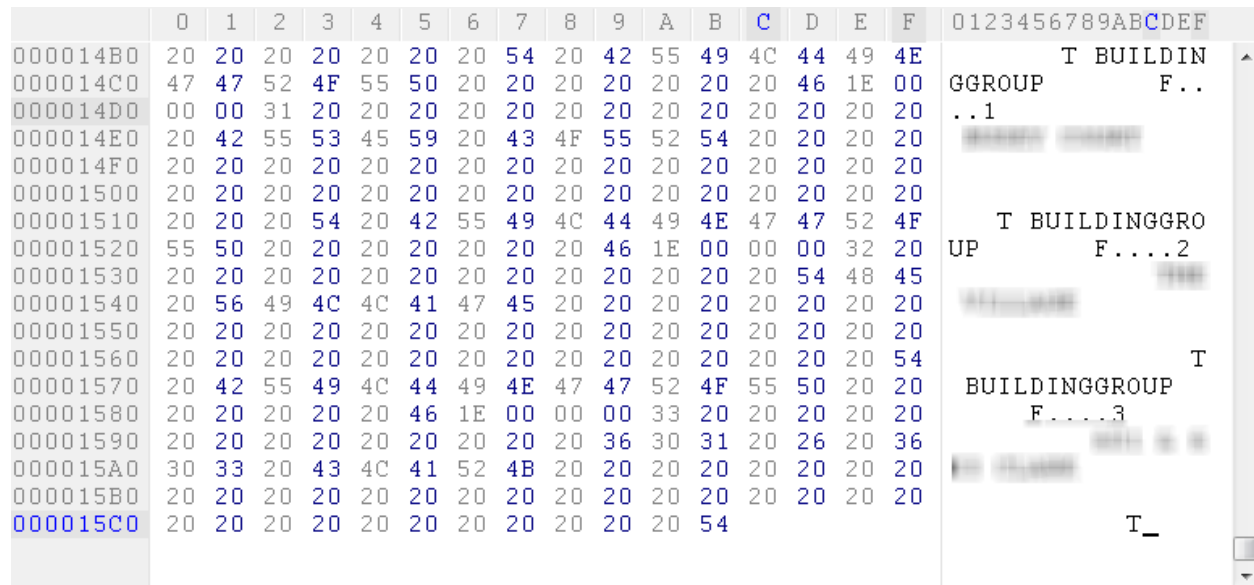 0 1 2 3 4 5 6 7 8 9 A B C D E F 0123456789ABCDEF
000014B0 20 20 20 20 20 20 20 54 20 42 55 49 4C 44 49 4E T BUILDIN
000014C0 47 47 52 4F 55 50 20 20 20 20 20 20 20 46 1E 00 GGROUP F..
000014D0 00 00 31 20 20 20 20 20 20 20 20 20 20 20 20 20 ..1
000014E0 20 42 55 53 45 59 20 43 4F 55 52 54 20 20 20 20
000014F0 20 20 20 20 20 20 20 20 20 20 20 20 20 20 20 20
00001500 20 20 20 20 20 20 20 20 20 20 20 20 20 20 20 20
00001510 20 20 20 54 20 42 55 49 4C 44 49 4E 47 47 52 4F T BUILDINGGRO
00001520 55 50 20 20 20 20 20 20 20 46 1E 00 00 00 32 20 UP F....2
00001530 20 20 20 20 20 20 20 20 20 20 20 20 20 54 48 45
00001540 20 56 49 4C 4C 41 47 45 20 20 20 20 20 20 20 20
00001550 20 20 20 20 20 20 20 20 20 20 20 20 20 20 20 20
00001560 20 20 20 20 20 20 20 20 20 20 20 20 20 20 20 54 T
00001570 20 42 55 49 4C 44 49 4E 47 47 52 4F 55 50 20 20 BUILDINGGROUP
00001580 20 20 20 20 20 46 1E 00 00 00 33 20 20 20 20 20 F....3
00001590 20 20 20 20 20 20 20 20 20 36 30 31 20 26 20 36
000015A0 30 33 20 43 4C 41 52 4B 20 20 20 20 20 20 20 20
000015B0 20 20 20 20 20 20 20 20 20 20 20 20 20 20 20 20
000015C0 20 20 20 20 20 20 20 20 20 20 20 54 T_